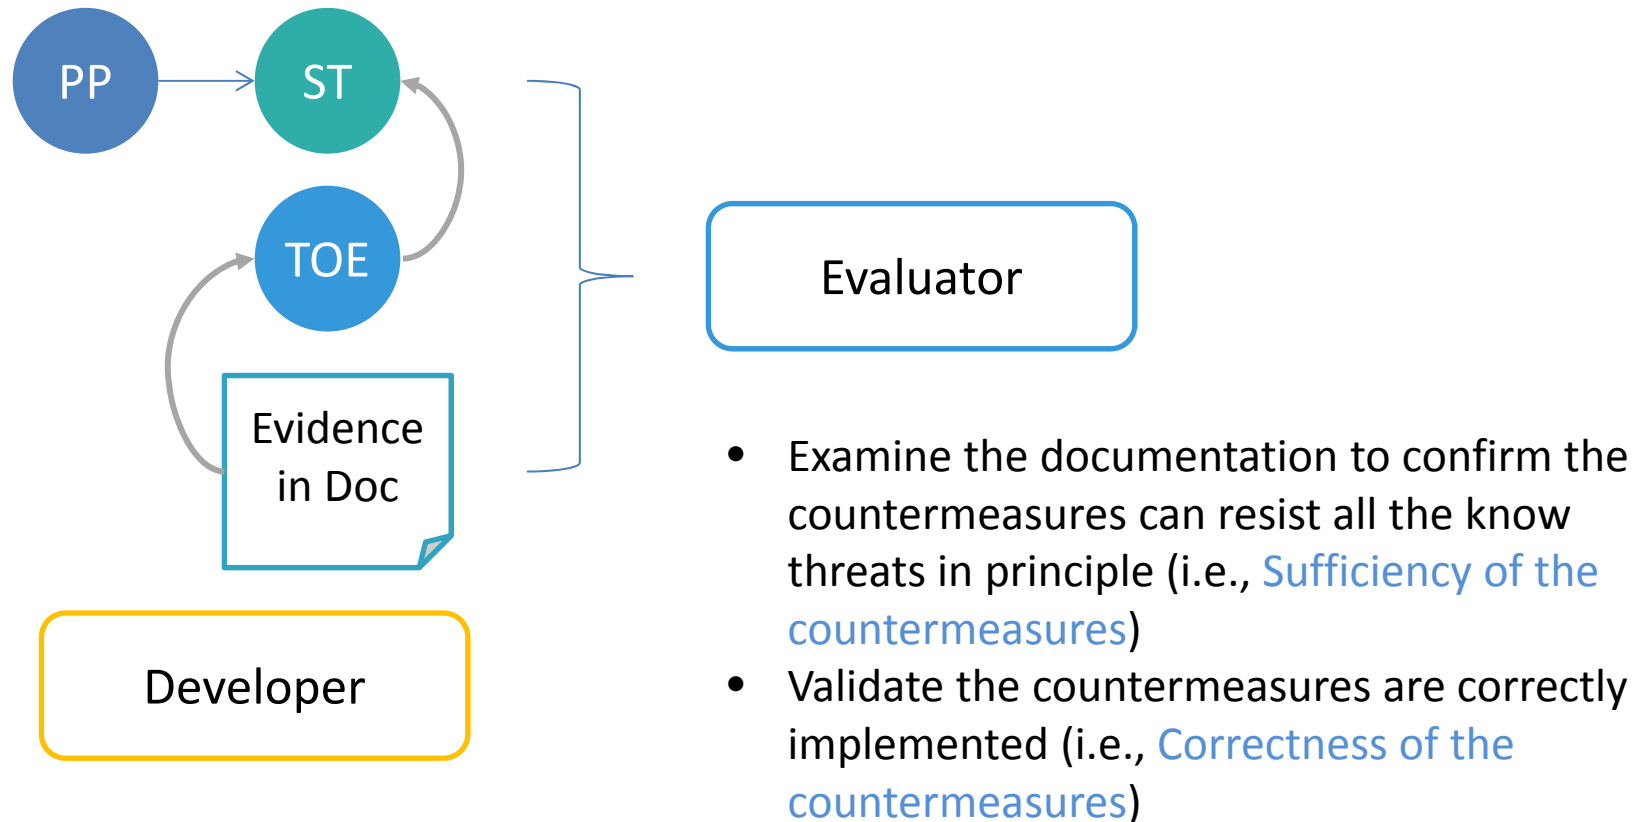 PP
ST
TOE
Evidence
in Doc
Developer
Evaluator
• Examine the documentation to confirm the
countermeasures can resist all the know
threats in principle (i.e., Sufficiency of the
countermeasures)
• Validate the countermeasures are correctly
implemented (i.e., Correctness of the
countermeasures)